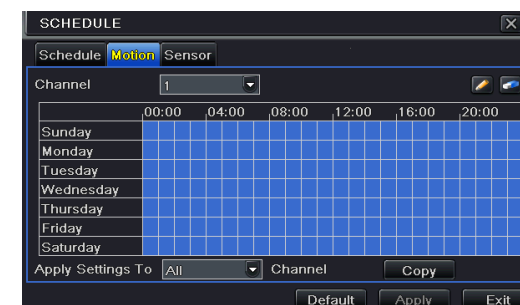 SCHEDULE
Schedule Motion Sensor
Channel 1
00:00 04:00 08:00 12:00 16:00 20:00
Sunday
Monday
Tuesday
Wednesday
Thursday
Friday
Saturday
Apply Settings To All Channel Copy
Default Apply Exit